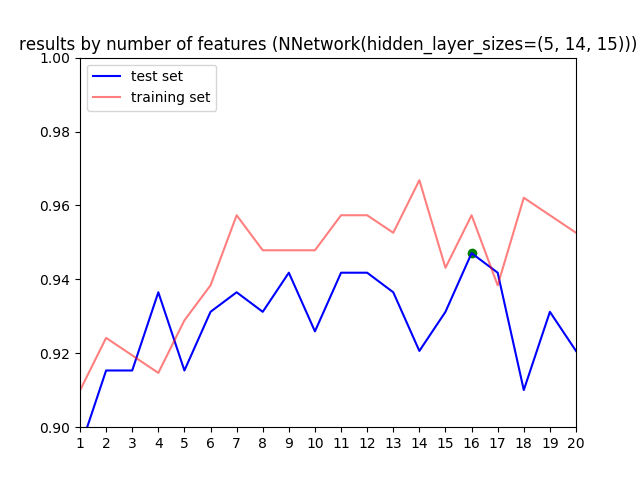 results by number of features (NNetwork(hidden_layer_sizes=(5, 14, 15)))
1.00
test set
training set
0.98
0.96
0.94
0.92
0.90
1 2 3 4 5 6 7 8 9 10 11 12 13 14 15 16 17 18 19 20